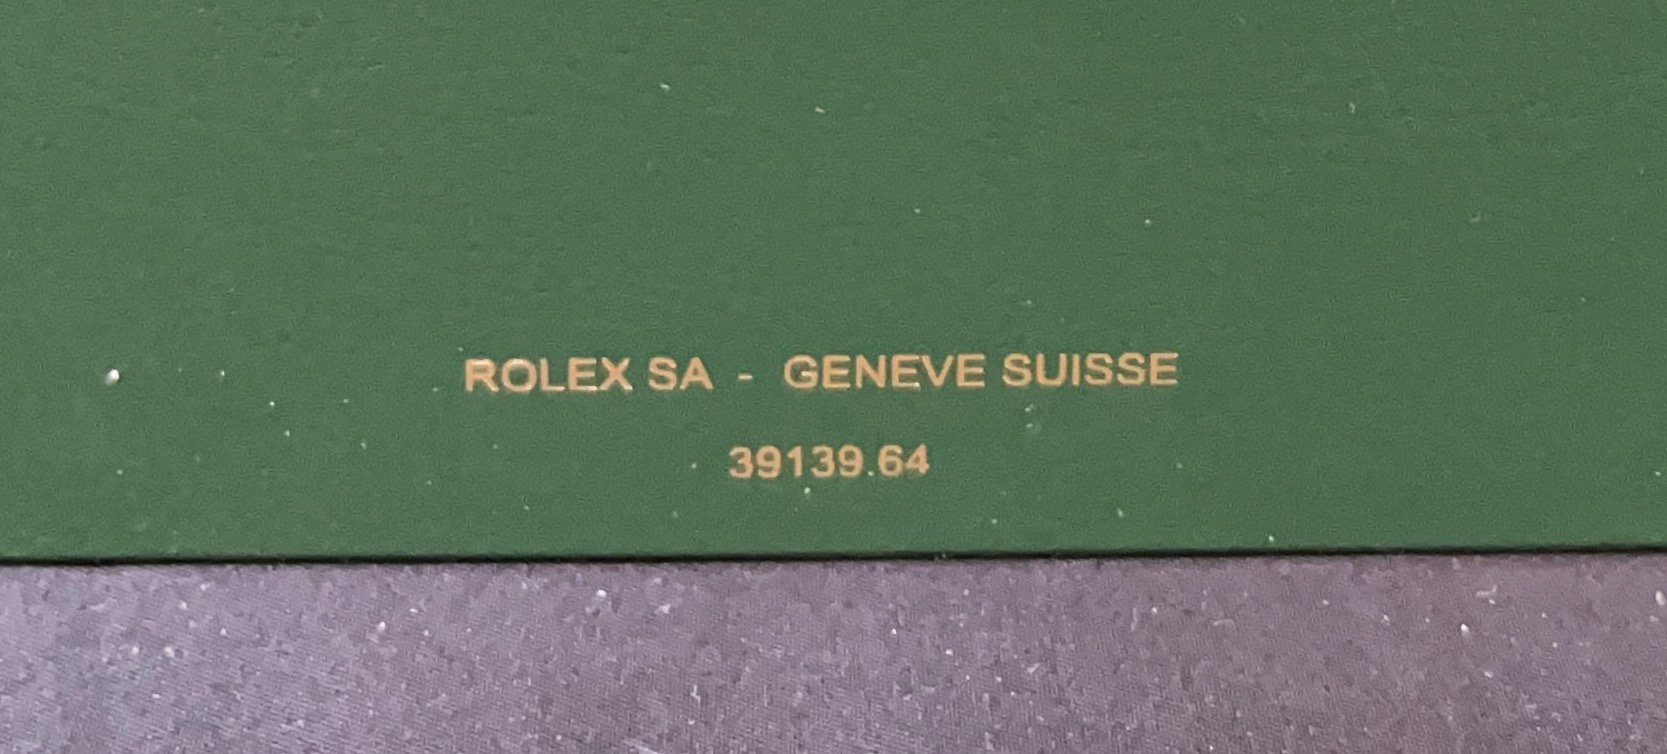 ROLEX SA - GENEVE SUISSE
39139.64